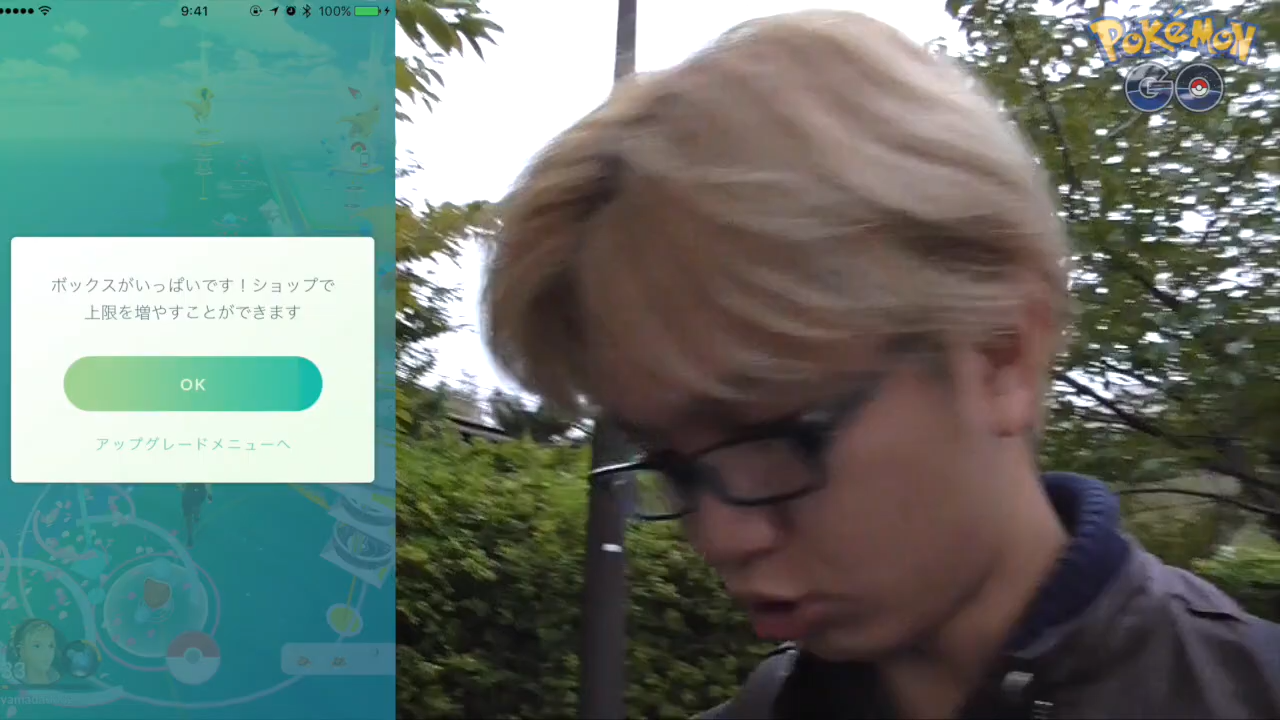 9:41
100%
POKÉMON
GO
ボックスがいっぱいです！ショップで
上限を増やすことができます
OK
アップグレードメニューへ
33